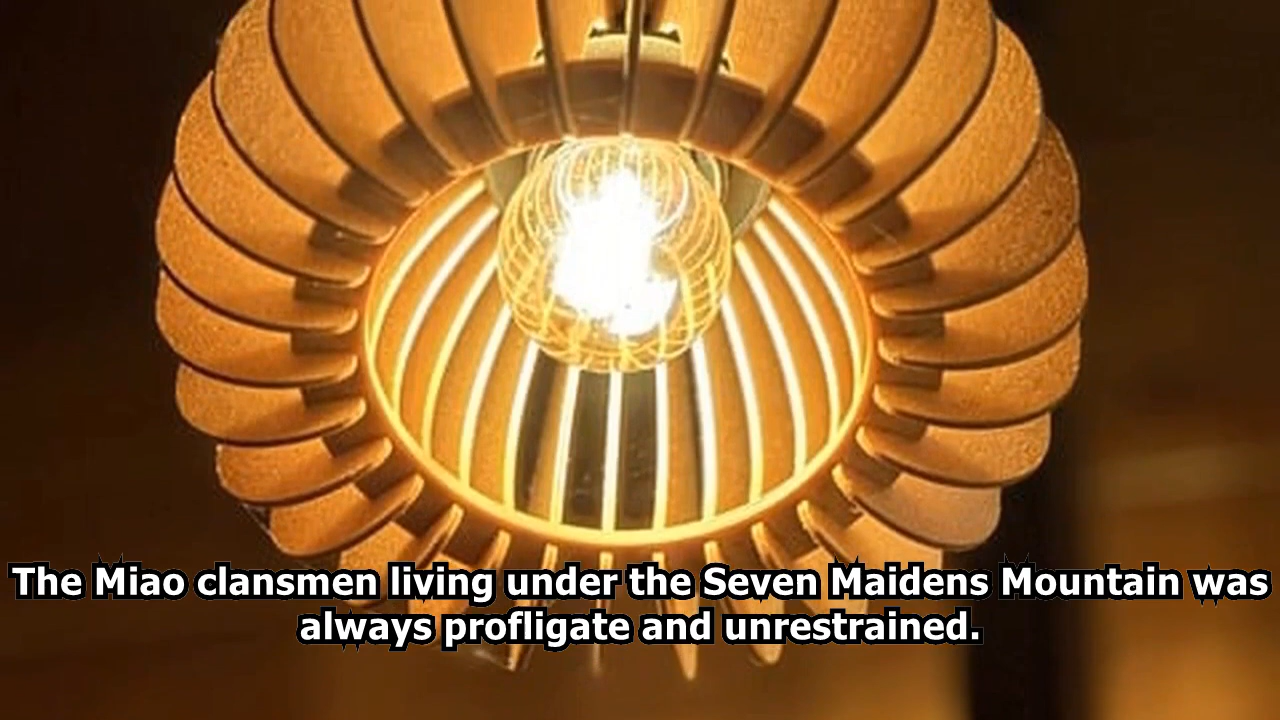 The Miao clansmen living under the Seven Maidens Mountain was
always profligate and unrestrained.